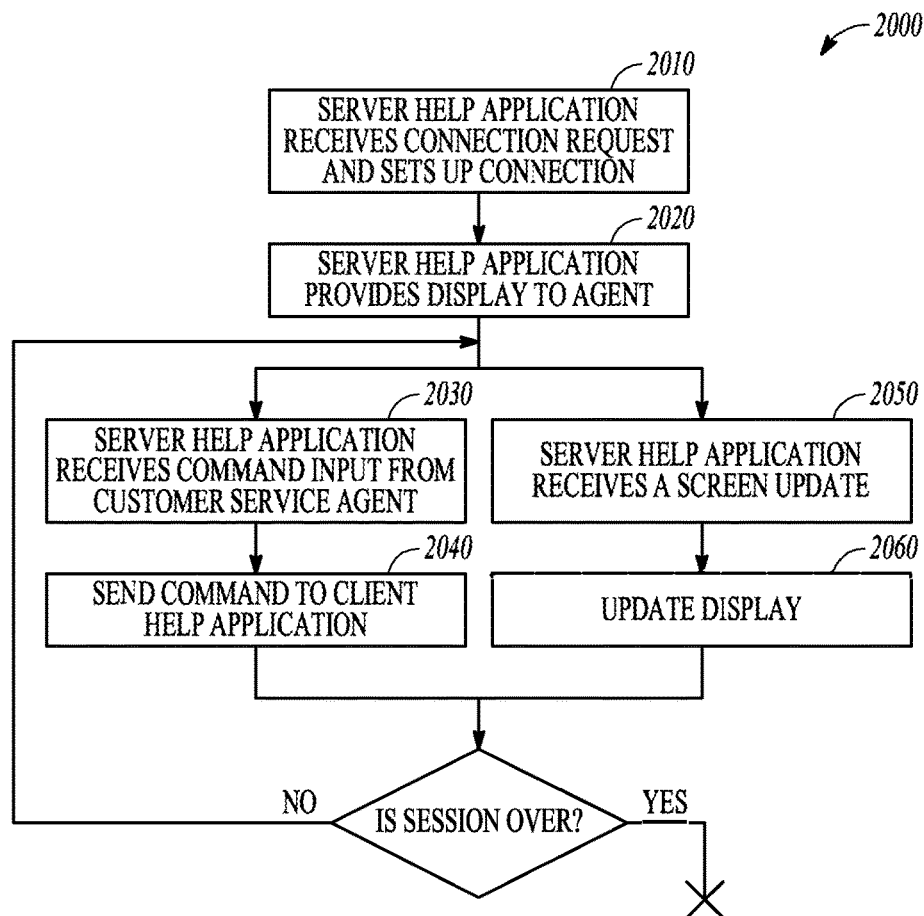 2000
2010
SERVER HELP APPLICATION
RECEIVES CONNECTION REQUEST
AND SETS UP CONNECTION
2020
SERVER HELP APPLICATION
PROVIDES DISPLAY TO AGENT
2030
SERVER HELP APPLICATION
RECEIVES COMMAND INPUT FROM
CUSTOMER SERVICE AGENT
2050
SERVER HELP APPLICATION
RECEIVES A SCREEN UPDATE
2040
SEND COMMAND TO CLIENT
HELP APPLICATION
2060
UPDATE DISPLAY
NO
IS SESSION OVER?
YES